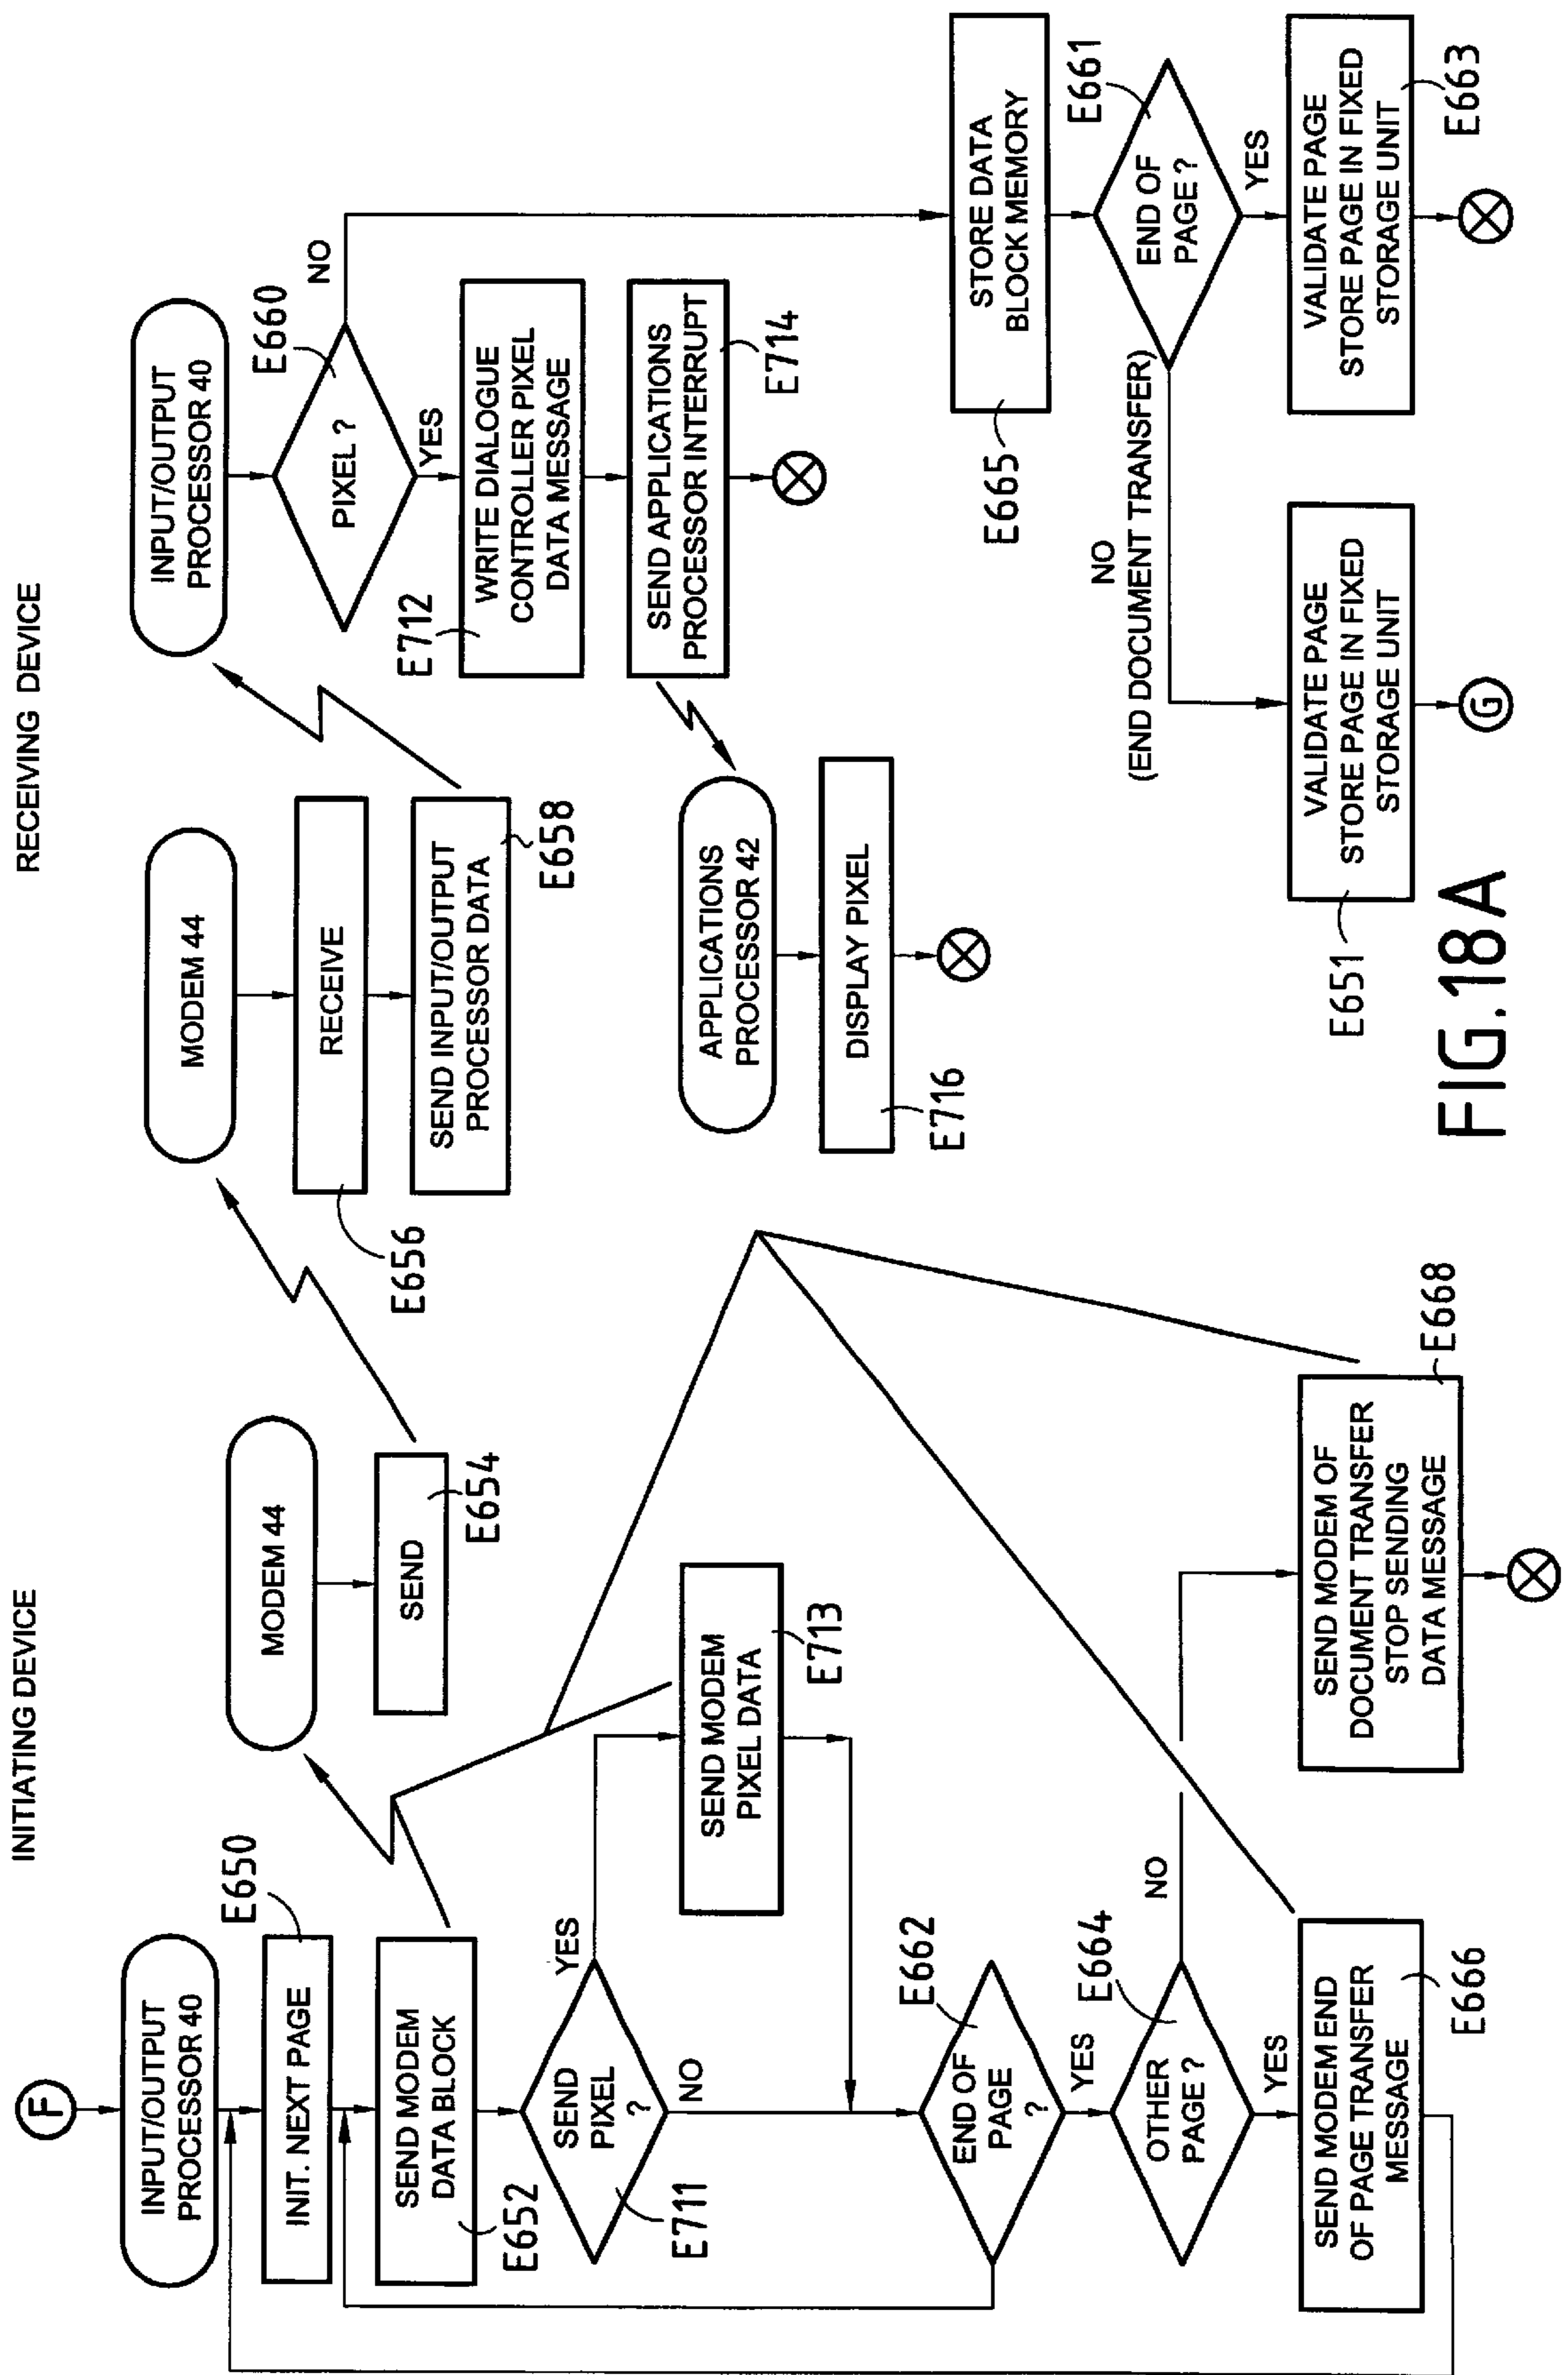 INITIATING DEVICE
F
INPUT/OUTPUT
PROCESSOR 40
INIT. NEXT PAGE
E650
SEND MODEM
DATA BLOCK
E652
SEND
PIXEL
?
E711
YES
NO
SEND MODEM
PIXEL DATA
E713
END OF
PAGE
?
E662
YES
OTHER
PAGE ?
E664
NO
YES
SEND MODEM END
OF PAGE TRANSFER
MESSAGE
E666
MODEM 44
SEND
E654
SEND MODEM OF
DOCUMENT TRANSFER
STOP SENDING
DATA MESSAGE
E668
RECEIVING DEVICE
MODEM 44
RECEIVE
E656
SEND INPUT/OUTPUT
PROCESSOR DATA
E658
INPUT/OUTPUT
PROCESSOR 40
PIXEL ?
E660
NO
YES
WRITE DIALOGUE
CONTROLLER PIXEL
DATA MESSAGE
E712
SEND APPLICATIONS
PROCESSOR INTERRUPT
E714
APPLICATIONS
PROCESSOR 42
DISPLAY PIXEL
E716
STORE DATA
BLOCK MEMORY
E665
END OF
PAGE ?
E661
NO
(END DOCUMENT TRANSFER)
YES
VALIDATE PAGE
STORE PAGE IN FIXED
STORAGE UNIT
E651
G
VALIDATE PAGE
STORE PAGE IN FIXED
STORAGE UNIT
E663
FIG.18A